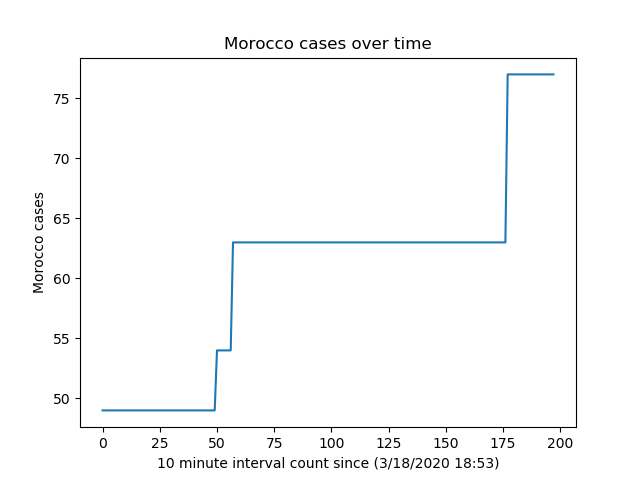 Morocco cases over time
75
70
65
60
55
50
Morocco cases
0 25 50 75 100 125 150 175 200
10 minute interval count since (3/18/2020 18:53)